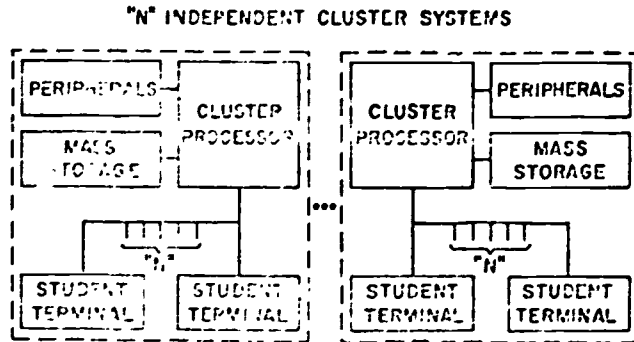 "N" INDEPENDENT CLUSTER SYSTEMS
PERIPHERALS
CLUSTER
PROCESSOR
MASS
STORAGE
"N"
STUDENT
TERMINAL
STUDENT
TERMINAL
...
CLUSTER
PROCESSOR
PERIPHERALS
MASS
STORAGE
"N"
STUDENT
TERMINAL
STUDENT
TERMINAL